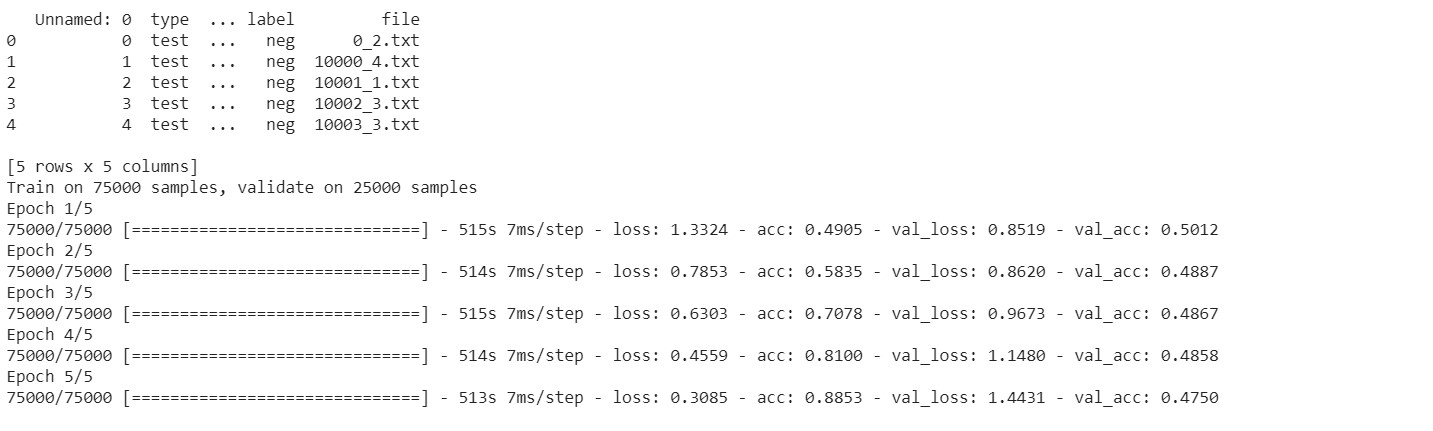 Unnamed: 0 type ... label file
0 0 test ... neg 0_2.txt
1 1 test ... neg 10000_4.txt
2 2 test ... neg 10001_1.txt
3 3 test ... neg 10002_3.txt
4 4 test ... neg 10003_3.txt
[5 rows x 5 columns]
Train on 75000 samples, validate on 25000 samples
Epoch 1/5
75000/75000 [==============================] - 515s 7ms/step - loss: 1.3324 - acc: 0.4905 - val_loss: 0.8519 - val_acc: 0.5012
Epoch 2/5
75000/75000 [==============================] - 514s 7ms/step - loss: 0.7853 - acc: 0.5835 - val_loss: 0.8620 - val_acc: 0.4887
Epoch 3/5
75000/75000 [==============================] - 515s 7ms/step - loss: 0.6303 - acc: 0.7078 - val_loss: 0.9673 - val_acc: 0.4867
Epoch 4/5
75000/75000 [==============================] - 514s 7ms/step - loss: 0.4559 - acc: 0.8100 - val_loss: 1.1480 - val_acc: 0.4858
Epoch 5/5
75000/75000 [==============================] - 513s 7ms/step - loss: 0.3085 - acc: 0.8853 - val_loss: 1.4431 - val_acc: 0.4750